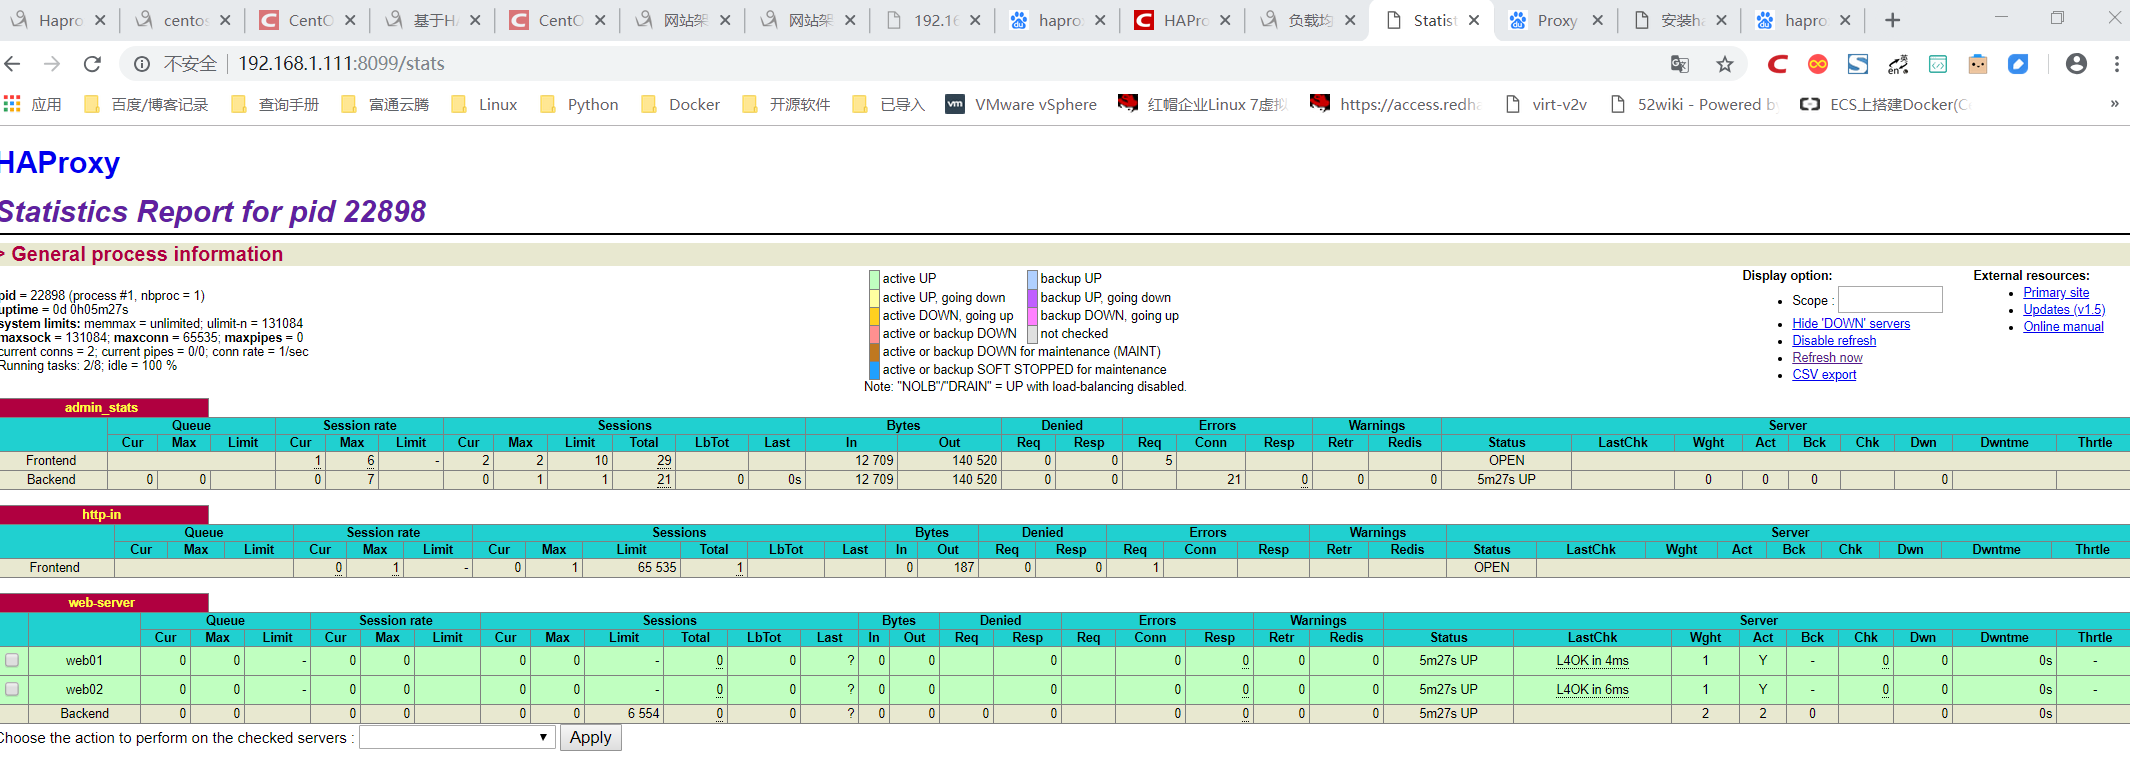 Hapro
centos
CentO
基于HA
CentO
网站架
网站架
192.16
hapro
HAPro
负载均
Statist
Proxy
安装ha
hapro
不安全 192.168.1.111:8099/stats
应用 百度/博客记录 查询手册 富通云腾 Linux Python Docker 开源软件 已导入 VMware vSphere 红帽企业Linux 7虚拟 https://access.redha virt-v2v 52wiki - Powered by ECS上搭建Docker(C »
HAProxy
Statistics Report for pid 22898
> General process information
pid = 22898 (process #1, nbproc = 1)
uptime = 0d 0h05m27s
system limits: memmax = unlimited; ulimit-n = 131084
maxsock = 131084; maxconn = 65535; maxpipes = 0
current conns = 2; current pipes = 0/0; conn rate = 1/sec
Running tasks: 2/8; idle = 100 %
active UP backup UP
active UP, going down backup UP, going down
active DOWN, going up backup DOWN, going up
active or backup DOWN not checked
active or backup DOWN for maintenance (MAINT)
active or backup SOFT STOPPED for maintenance
Note: "NOLB"/"DRAIN" = UP with load-balancing disabled.
Display option:
Scope :
Hide 'DOWN' servers
Disable refresh
Refresh now
CSV export
External resources:
Primary site
Updates (v1.5)
Online manual
admin_stats
Queue Session rate Sessions Bytes Denied Errors Warnings Server
Cur Max Limit Cur Max Limit Cur Max Limit Total LbTot Last In Out Req Resp Req Conn Resp Retr Redis Status LastChk Wght Act Bck Chk Dwn Dwntme Thrtle
Frontend 1 6 - 2 2 10 29 12 709 140 520 0 0 5 OPEN
Backend 0 0 0 7 0 1 1 21 0 0s 12 709 140 520 0 0 21 0 0 0 5m27s UP 0 0 0 0
http-in
Queue Session rate Sessions Bytes Denied Errors Warnings Server
Cur Max Limit Cur Max Limit Cur Max Limit Total LbTot Last In Out Req Resp Req Conn Resp Retr Redis Status LastChk Wght Act Bck Chk Dwn Dwntme Thrtle
Frontend 0 1 - 0 1 65 535 1 0 187 0 0 1 OPEN
web-server
Queue Session rate Sessions Bytes Denied Errors Warnings Server
Cur Max Limit Cur Max Limit Cur Max Limit Total LbTot Last In Out Req Resp Req Conn Resp Retr Redis Status LastChk Wght Act Bck Chk Dwn Dwntme Thrtle
web01 0 0 - 0 0 0 0 - 0 0 ? 0 0 0 0 0 0 0 5m27s UP L4OK in 4ms 1 Y - 0 0 0s -
web02 0 0 - 0 0 0 0 - 0 0 ? 0 0 0 0 0 0 0 5m27s UP L4OK in 6ms 1 Y - 0 0 0s -
Backend 0 0 0 0 0 0 6 554 0 0 ? 0 0 0 0 0 0 0 0 5m27s UP 2 2 0 0 0s
Choose the action to perform on the checked servers : Apply